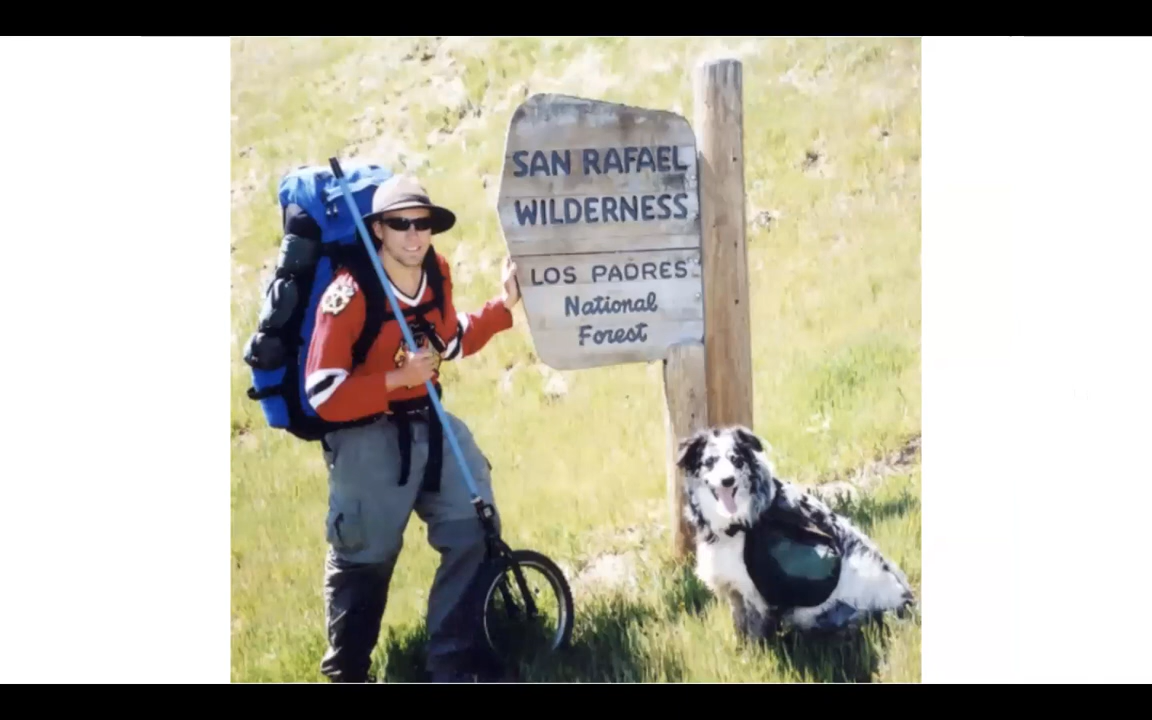 SAN RAFAEL
WILDERNESS
LOS PADRES
National
Forest